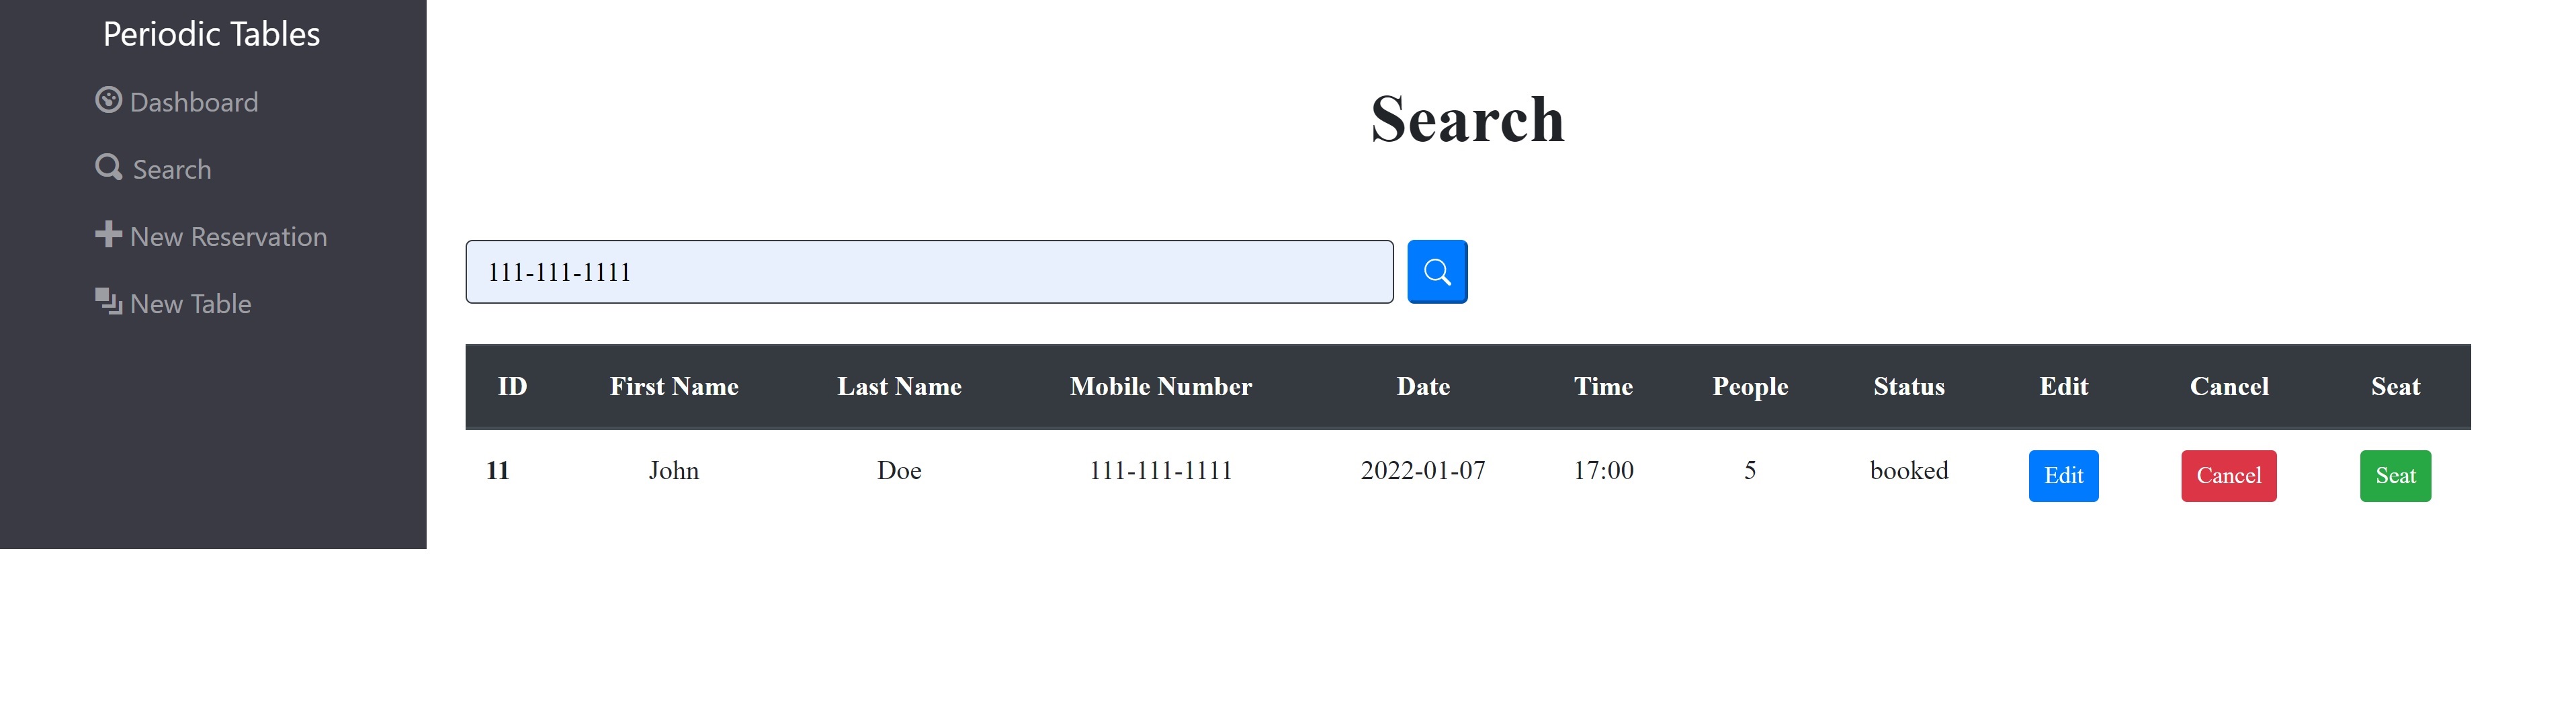 Periodic Tables
Dashboard
Search
New Reservation
New Table
Search
111-111-1111
ID First Name Last Name Mobile Number Date Time People Status Edit Cancel Seat
11 John Doe 111-111-1111 2022-01-07 17:00 5 booked Edit Cancel Seat